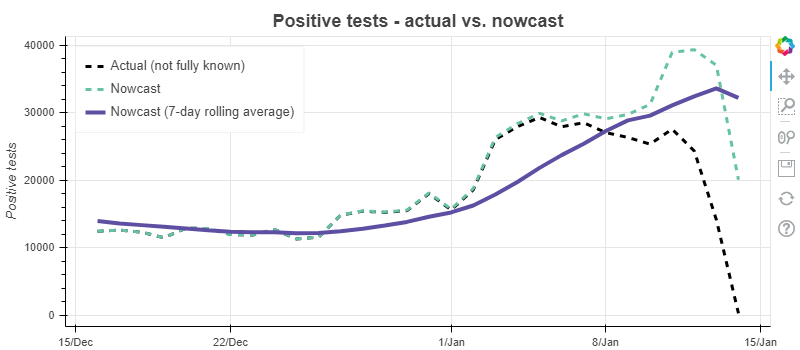 Positive tests - actual vs. nowcast
Actual (not fully known)
Nowcast
Nowcast (7-day rolling average)
Positive tests
40000
30000
20000
10000
0
15/Dec
22/Dec
1/Jan
8/Jan
15/Jan